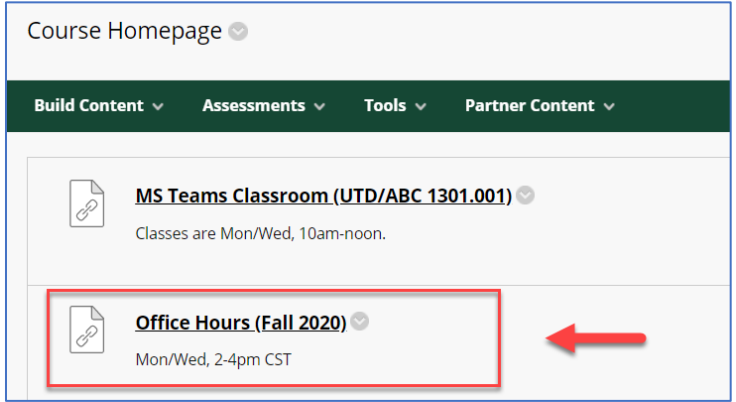 Course Homepage
Build Content Assessments Tools Partner Content
MS Teams Classroom (UTD/ABC 1301.001)
Classes are Mon/Wed, 10am-noon.
Office Hours (Fall 2020)
Mon/Wed, 2-4pm CST